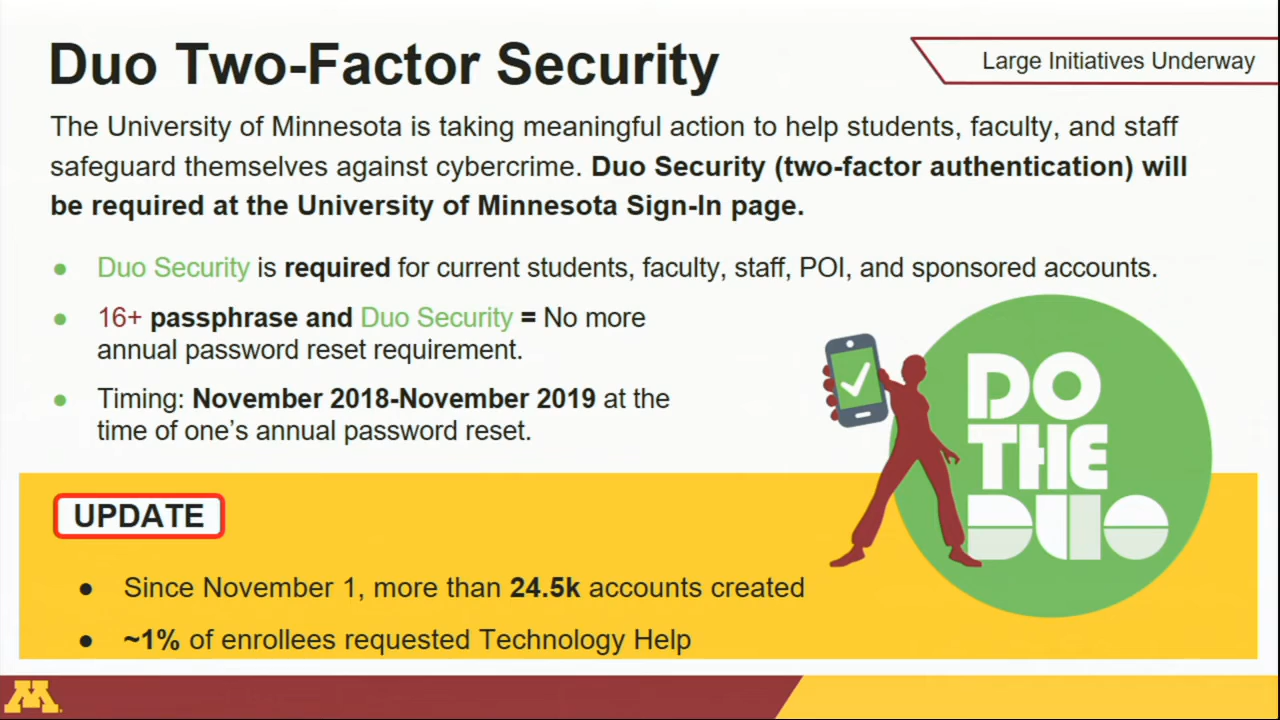 Duo Two-Factor Security
Large Initiatives Underway
The University of Minnesota is taking meaningful action to help students, faculty, and staff
safeguard themselves against cybercrime. Duo Security (two-factor authentication) will
be required at the University of Minnesota Sign-In page.
● Duo Security is required for current students, faculty, staff, POI, and sponsored accounts.
● 16+ passphrase and Duo Security = No more
annual password reset requirement.
● Timing: November 2018-November 2019 at the
time of one’s annual password reset.
DO
THE
DUO
UPDATE
● Since November 1, more than 24.5k accounts created
● ~1% of enrollees requested Technology Help
M